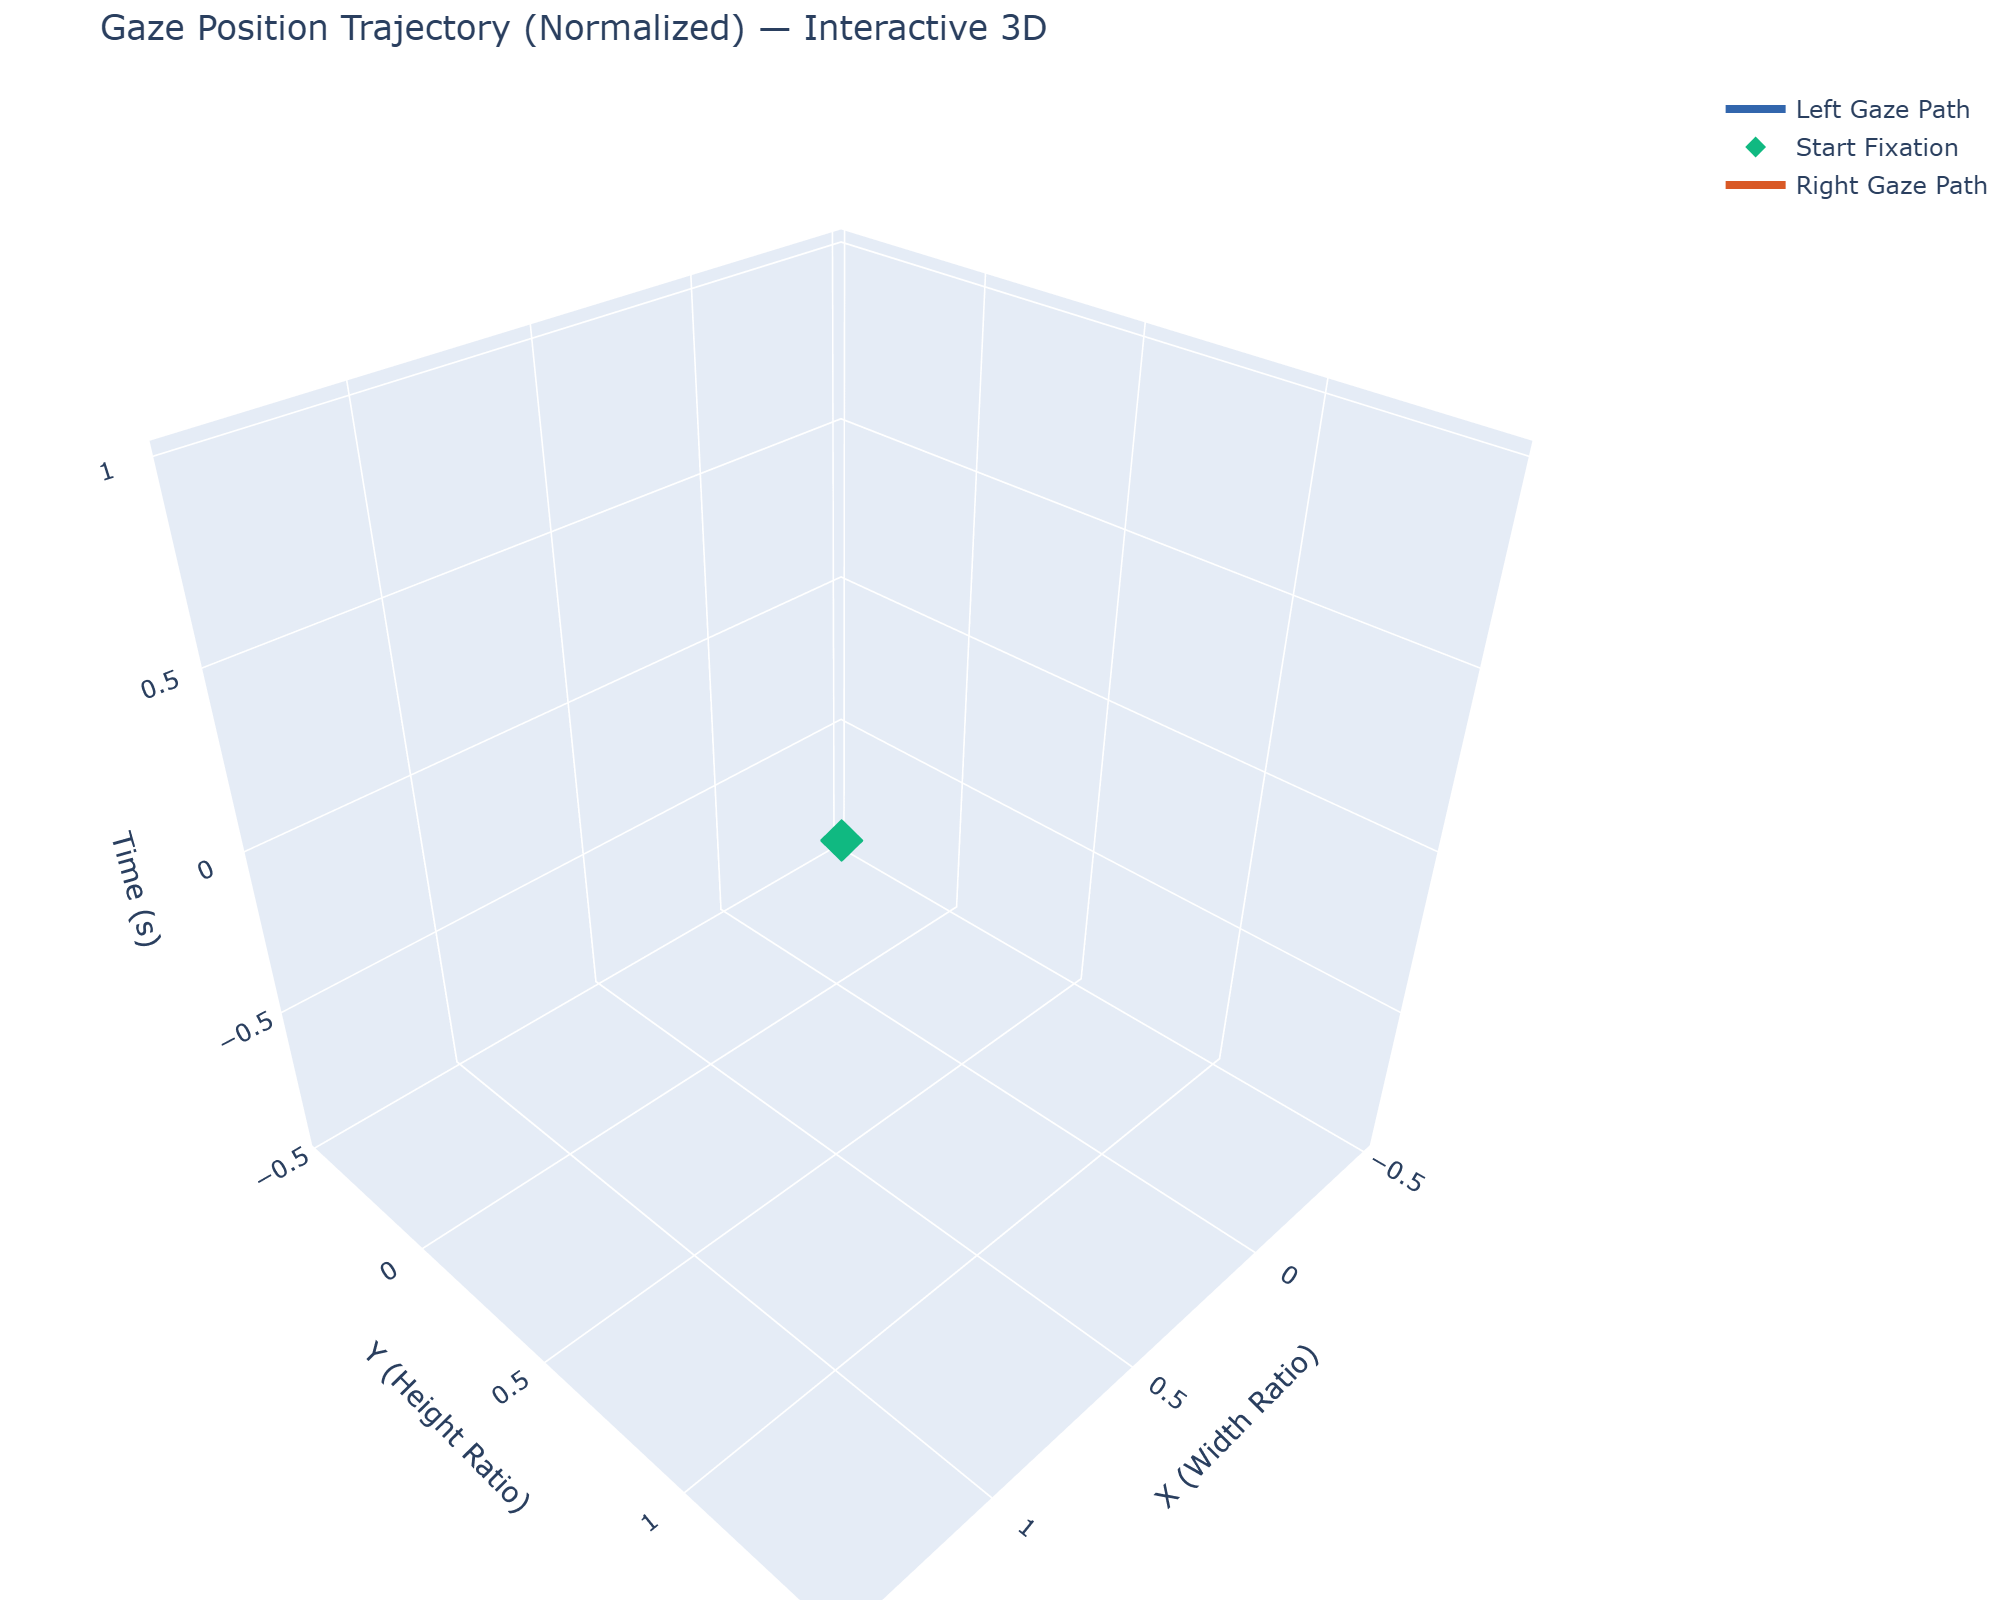 Gaze Position Trajectory (Normalized) — Interactive 3D
Left Gaze Path
Start Fixation
Right Gaze Path
1
0.5
0
−0.5
Time (s)
−0.5
0
0.5
1
Y (Height Ratio)
−0.5
0
0.5
1
X (Width Ratio)